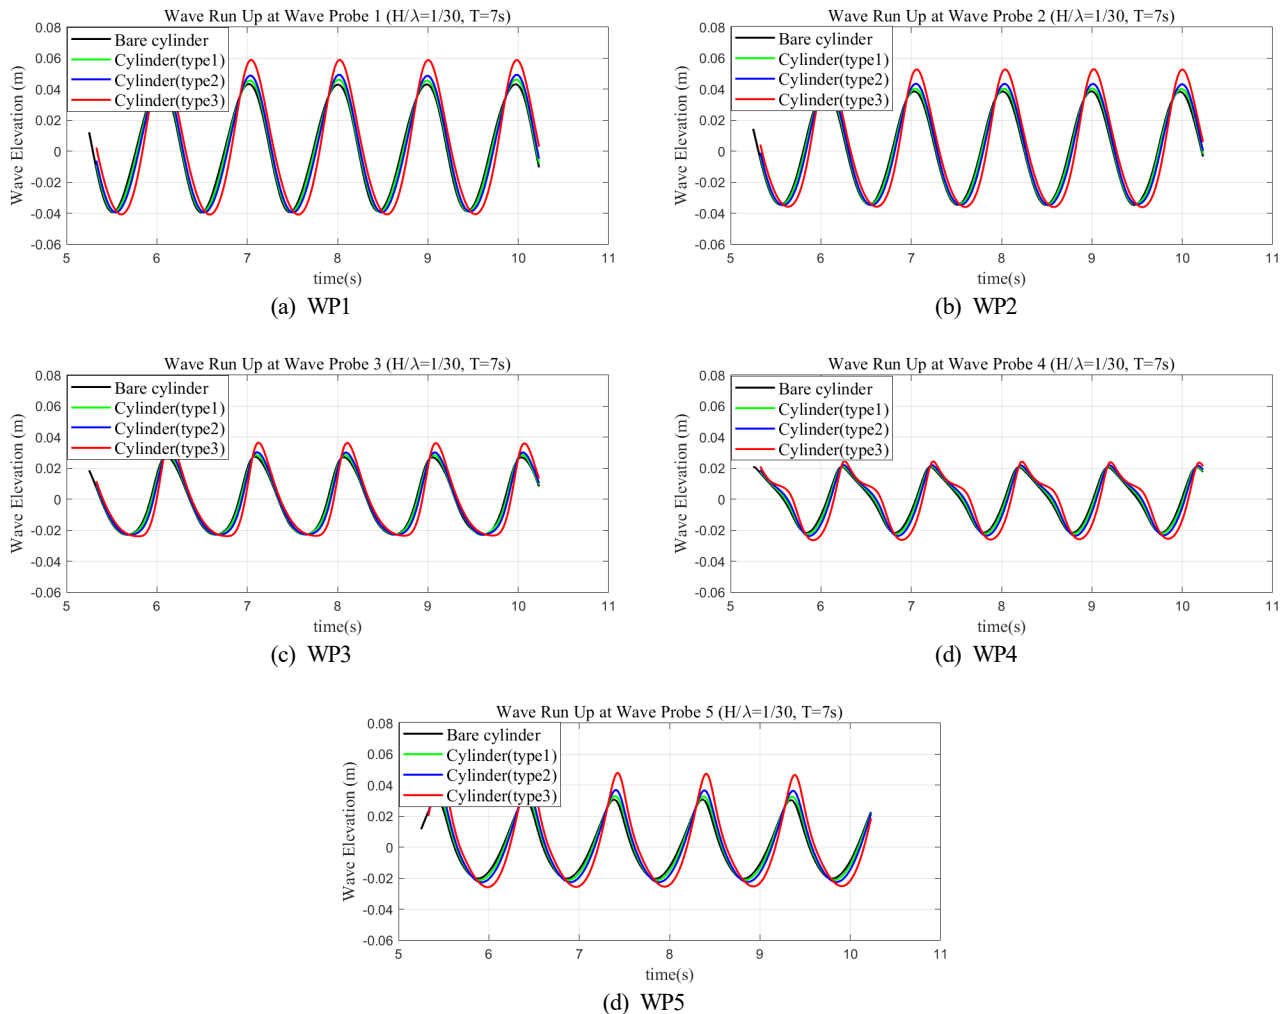 Wave Run Up at Wave Probe 1 (H/λ=1/30, T=7s)
Wave Elevation (m)
0.08
0.06
0.04
0.02
0
-0.02
-0.04
-0.06
Bare cylinder
Cylinder(type1)
Cylinder(type2)
Cylinder(type3)
5 6 7 8 9 10 11
time(s)
(a) WP1
Wave Run Up at Wave Probe 2 (H/λ=1/30, T=7s)
Wave Elevation (m)
0.08
0.06
0.04
0.02
0
-0.02
-0.04
-0.06
Bare cylinder
Cylinder(type1)
Cylinder(type2)
Cylinder(type3)
5 6 7 8 9 10 11
time(s)
(b) WP2
Wave Run Up at Wave Probe 3 (H/λ=1/30, T=7s)
Wave Elevation (m)
0.08
0.06
0.04
0.02
0
-0.02
-0.04
-0.06
Bare cylinder
Cylinder(type1)
Cylinder(type2)
Cylinder(type3)
5 6 7 8 9 10 11
time(s)
(c) WP3
Wave Run Up at Wave Probe 4 (H/λ=1/30, T=7s)
Wave Elevation (m)
0.08
0.06
0.04
0.02
0
-0.02
-0.04
-0.06
Bare cylinder
Cylinder(type1)
Cylinder(type2)
Cylinder(type3)
5 6 7 8 9 10 11
time(s)
(d) WP4
Wave Run Up at Wave Probe 5 (H/λ=1/30, T=7s)
Wave Elevation (m)
0.08
0.06
0.04
0.02
0
-0.02
-0.04
-0.06
Bare cylinder
Cylinder(type1)
Cylinder(type2)
Cylinder(type3)
5 6 7 8 9 10 11
time(s)
(d) WP5